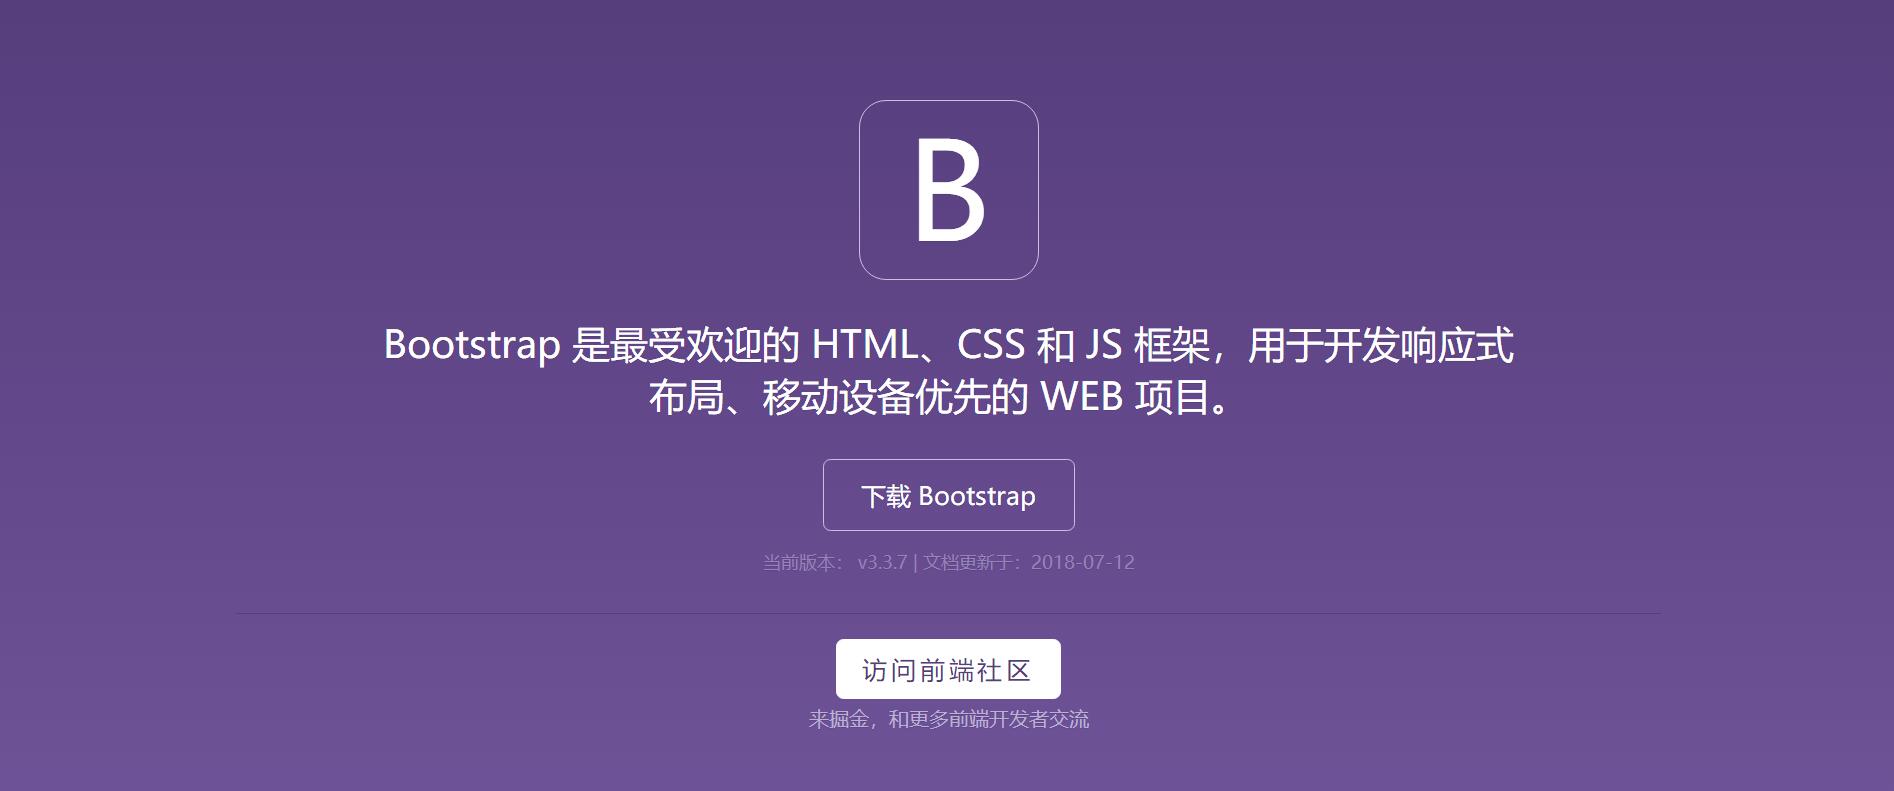 B
Bootstrap 是最受欢迎的 HTML、CSS 和 JS 框架，用于开发响应式
布局、移动设备优先的 WEB 项目。
下载 Bootstrap
当前版本： v3.3.7 | 文档更新于：2018-07-12
访问前端社区
来掘金，和更多前端开发者交流